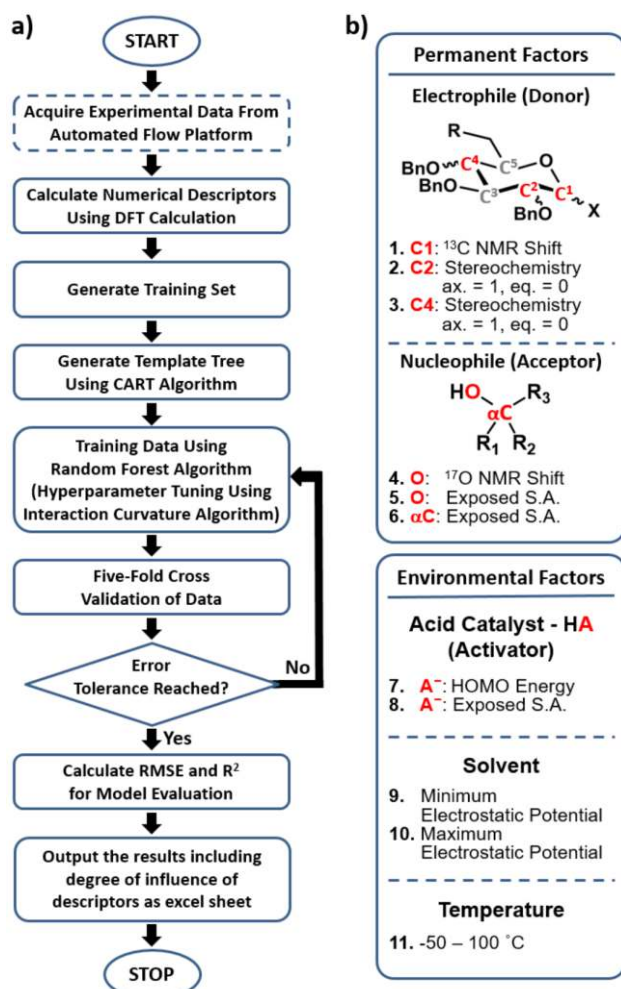 a)
START
Acquire Experimental Data From
Automated Flow Platform
Calculate Numerical Descriptors
Using DFT Calculation
Generate Training Set
Generate Template Tree
Using CART Algorithm
Training Data Using
Random Forest Algorithm
(Hyperparameter Tuning Using
Interaction Curvature Algorithm)
Five-Fold Cross
Validation of Data
Error
Tolerance Reached?
No
Yes
Calculate RMSE and R²
for Model Evaluation
Output the results including
degree of influence of
descriptors as excel sheet
STOP
b)
Permanent Factors
Electrophile (Donor)
R
BnO C⁴ C⁵ O
BnO C³ C² C¹
BnO X
1. C1: ¹³C NMR Shift
2. C2: Stereochemistry
ax. = 1, eq. = 0
3. C4: Stereochemistry
ax. = 1, eq. = 0
Nucleophile (Acceptor)
HO R₃
αC
R₁ R₂
4. O: ¹⁷O NMR Shift
5. O: Exposed S.A.
6. αC: Exposed S.A.
Environmental Factors
Acid Catalyst - HA
(Activator)
7. A⁻: HOMO Energy
8. A⁻: Exposed S.A.
Solvent
9. Minimum
Electrostatic Potential
10. Maximum
Electrostatic Potential
Temperature
11. -50 – 100 ˚C